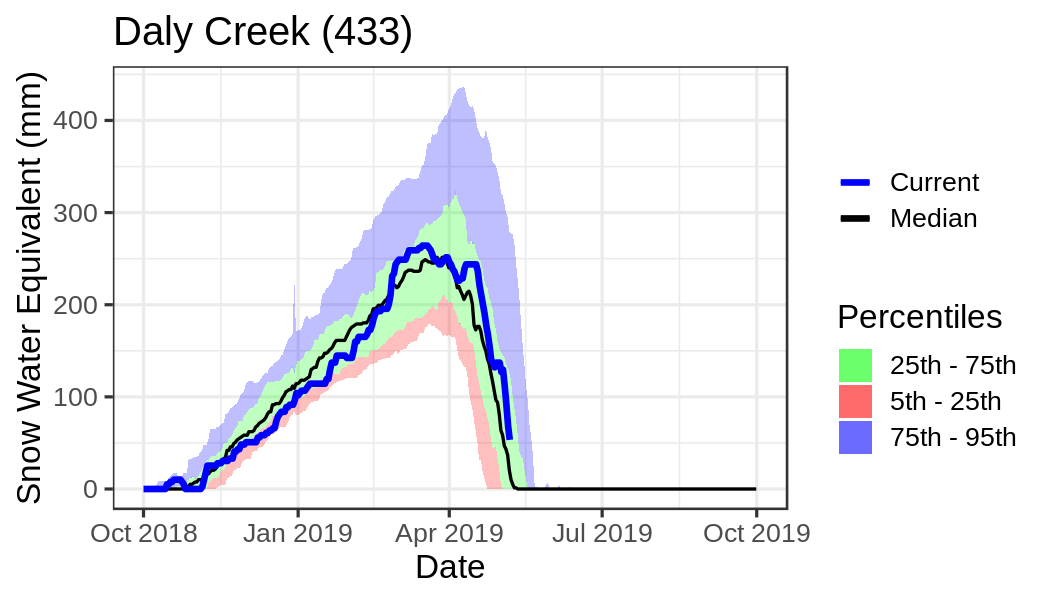 Daly Creek (433)
Snow Water Equivalent (mm)
400
300
200
100
0
Oct 2018
Jan 2019
Apr 2019
Jul 2019
Oct 2019
Date
Current
Median
Percentiles
25th - 75th
5th - 25th
75th - 95th